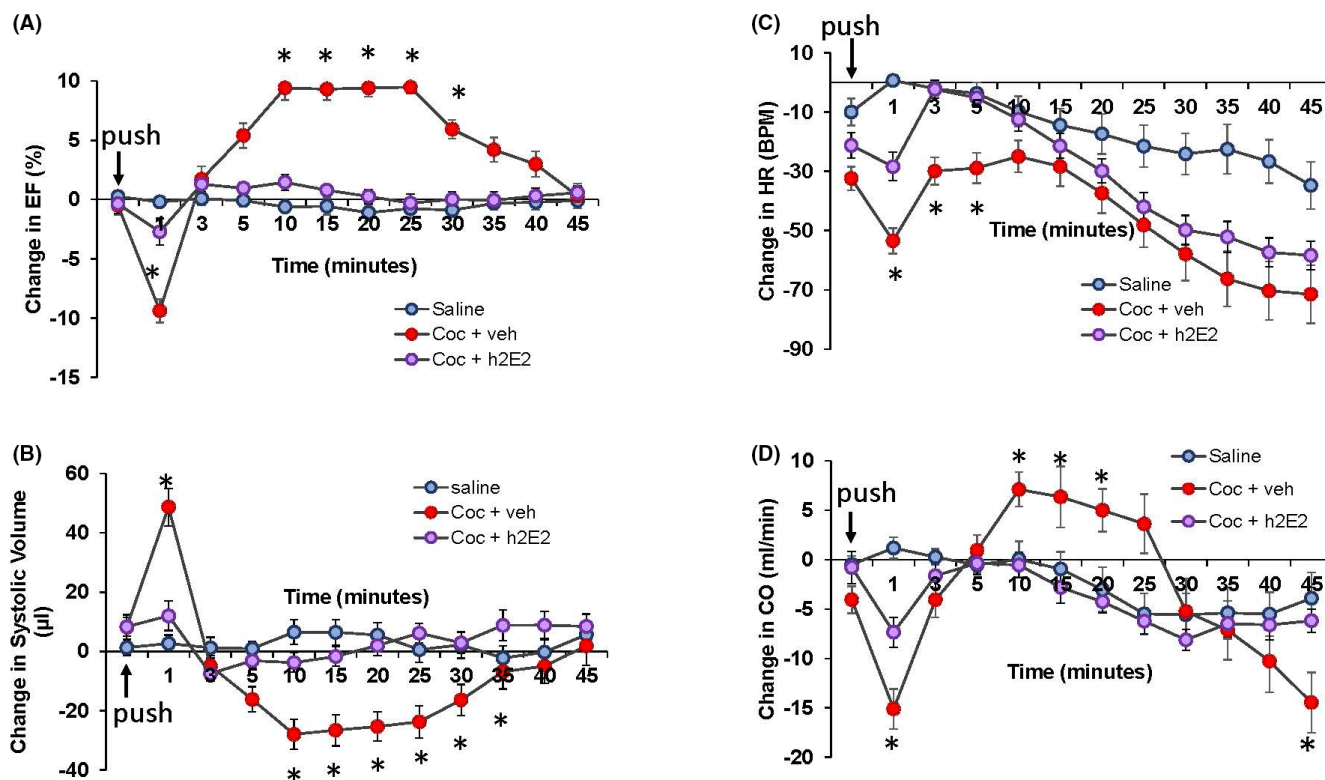 (A)
push
* * * * *
10
5
0
-5
-10
-15
Change in EF (%)
1 3 5 10 15 20 25 30 35 40 45
*
Time (minutes)
Saline
Coc + veh
Coc + h2E2
(B)
60
40
20
0
-20
-40
Change in Systolic Volume
(µl)
*
saline
Coc + veh
Coc + h2E2
Time (minutes)
1 3 5 10 15 20 25 30 35 40 45
push
* * * * * *
(C)
push
10
-10
-30
-50
-70
-90
Change in HR (BPM)
1 3 5 10 15 20 25 30 35 40 45
* *
*
Time (minutes)
Saline
Coc + veh
Coc + h2E2
(D)
push
10
5
0
-5
-10
-15
-20
Change in CO (ml/min)
* * *
Saline
Coc + veh
Coc + h2E2
1 3 5 10 15 20 25 30 35 40 45
Time (minutes)
* *